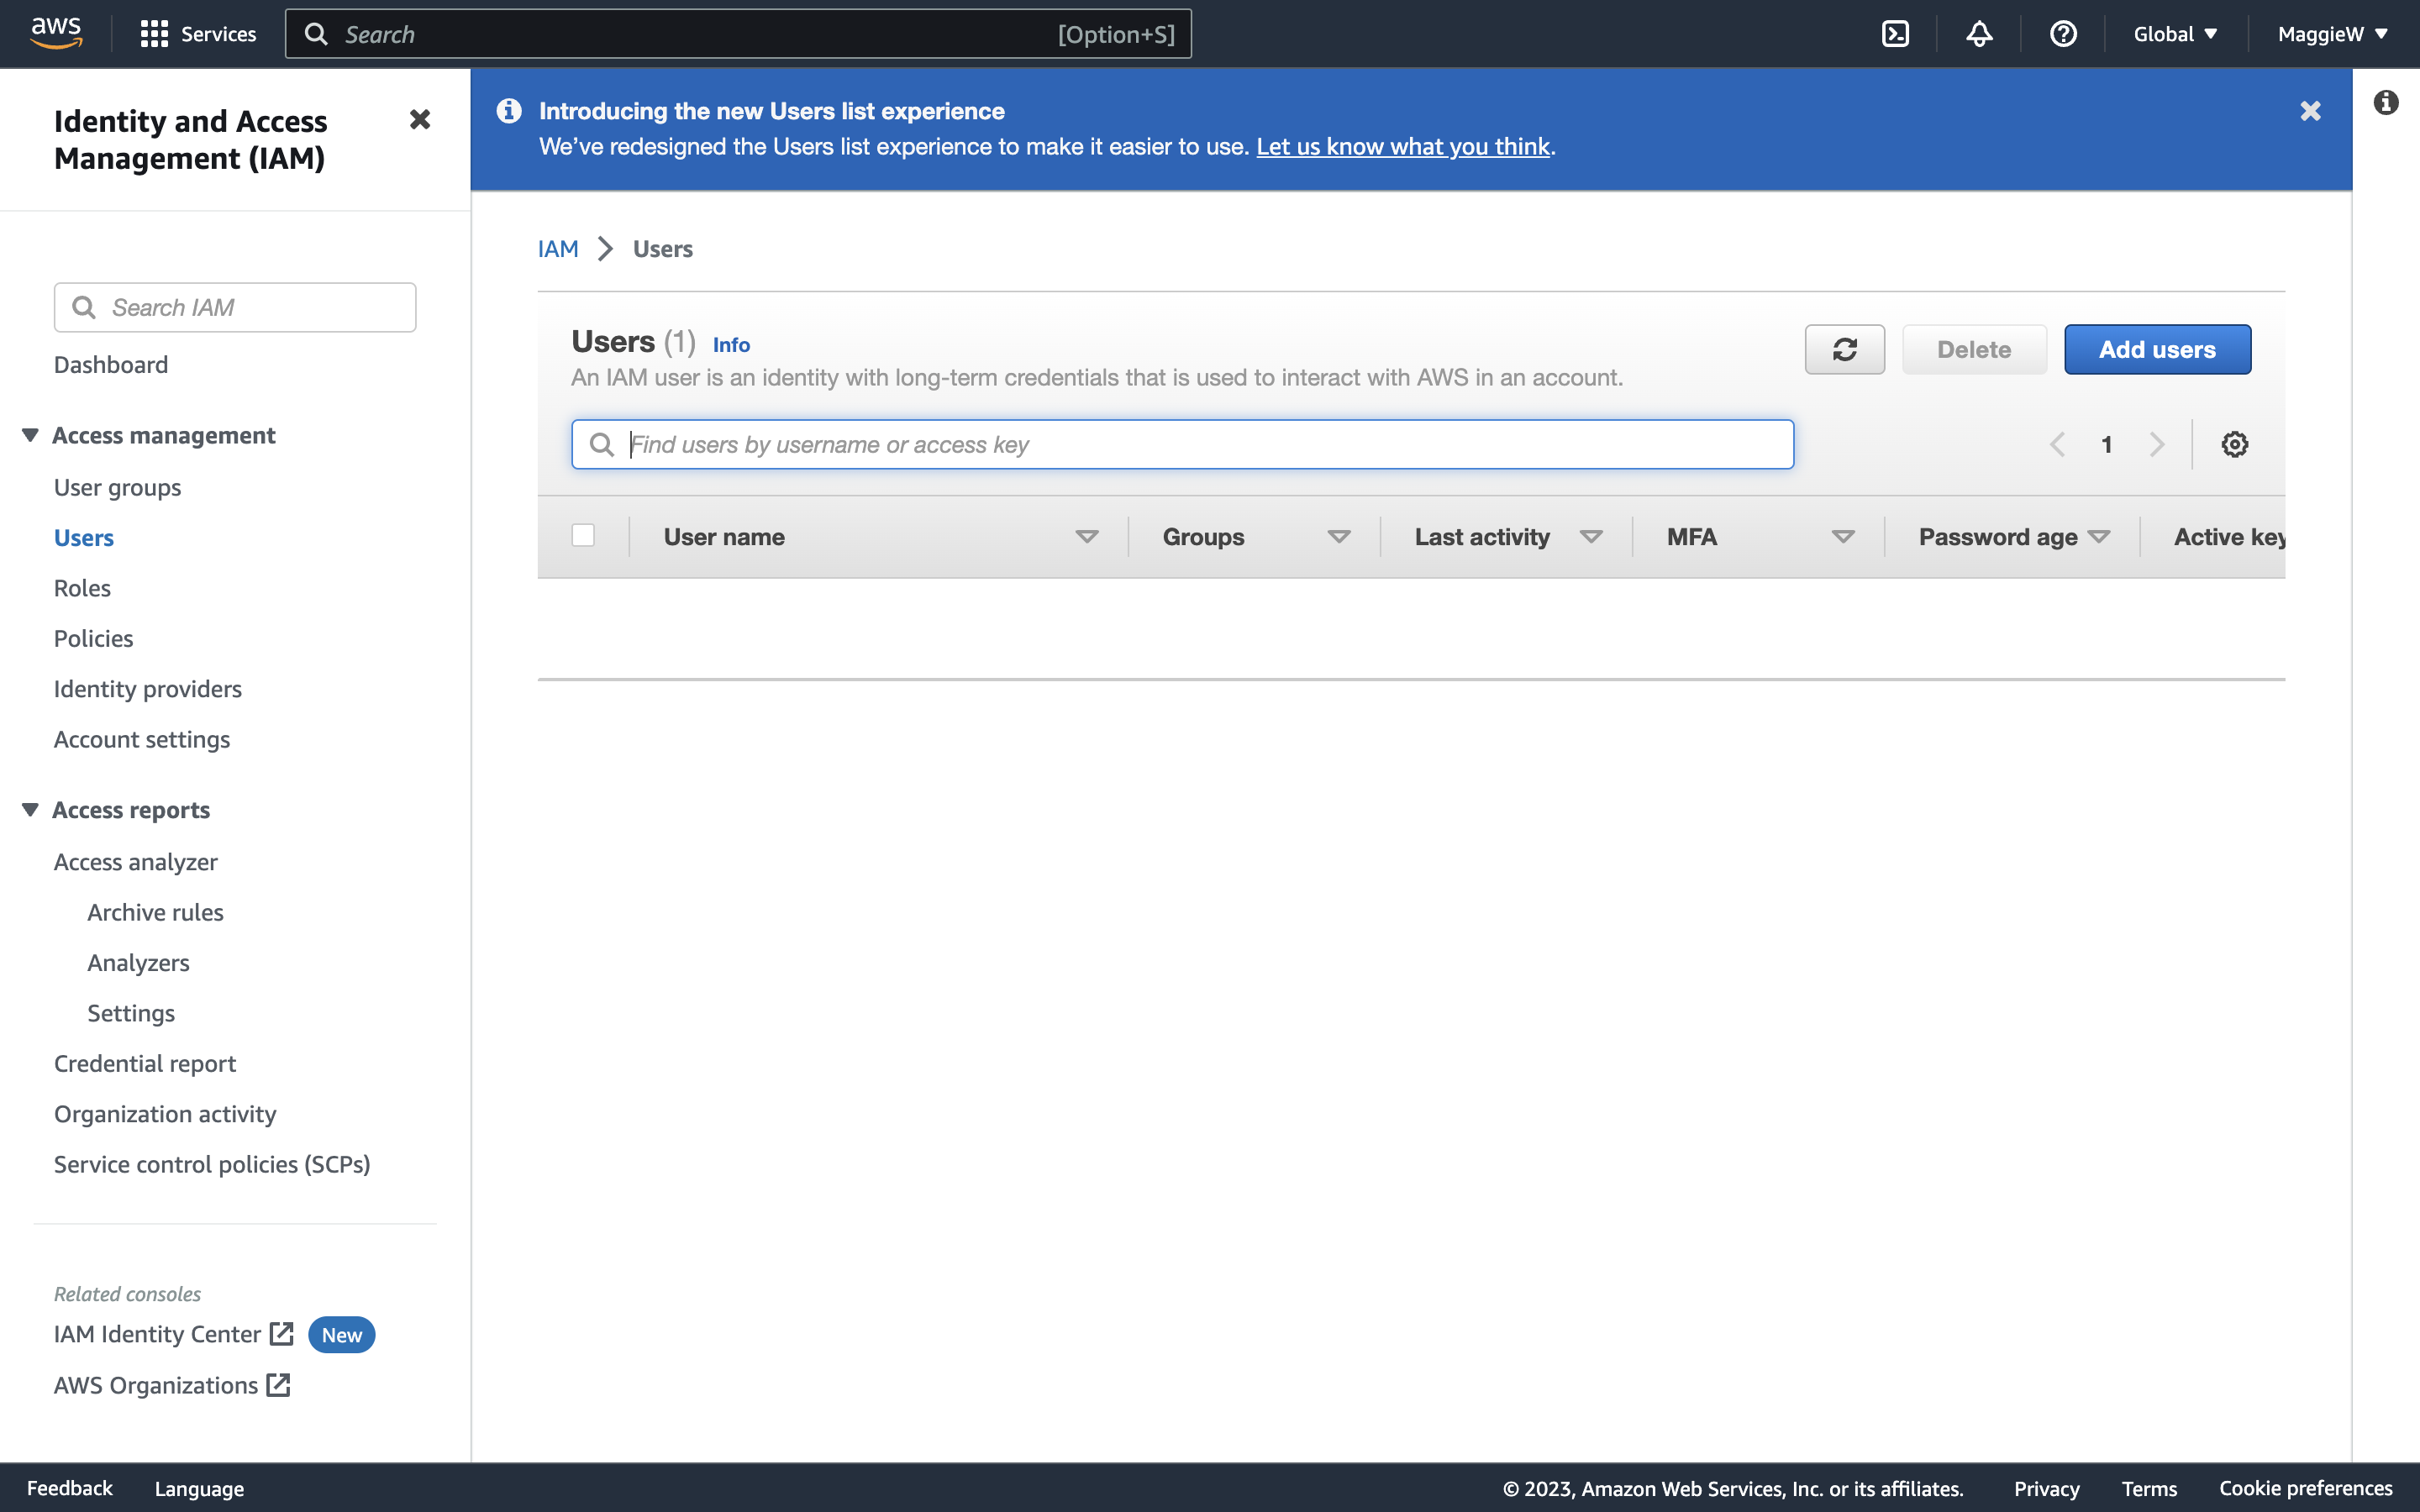 aws Services Search [Option+S] Global MaggieW
Identity and Access
Management (IAM)
Search IAM
Dashboard
Access management
User groups
Users
Roles
Policies
Identity providers
Account settings
Access reports
Access analyzer
Archive rules
Analyzers
Settings
Credential report
Organization activity
Service control policies (SCPs)
Related consoles
IAM Identity Center New
AWS Organizations
Introducing the new Users list experience
We’ve redesigned the Users list experience to make it easier to use. Let us know what you think.
IAM Users
Users (1) Info
An IAM user is an identity with long-term credentials that is used to interact with AWS in an account.
Delete Add users
Find users by username or access key
1
User name Groups Last activity MFA Password age Active key
Feedback Language © 2023, Amazon Web Services, Inc. or its affiliates. Privacy Terms Cookie preferences